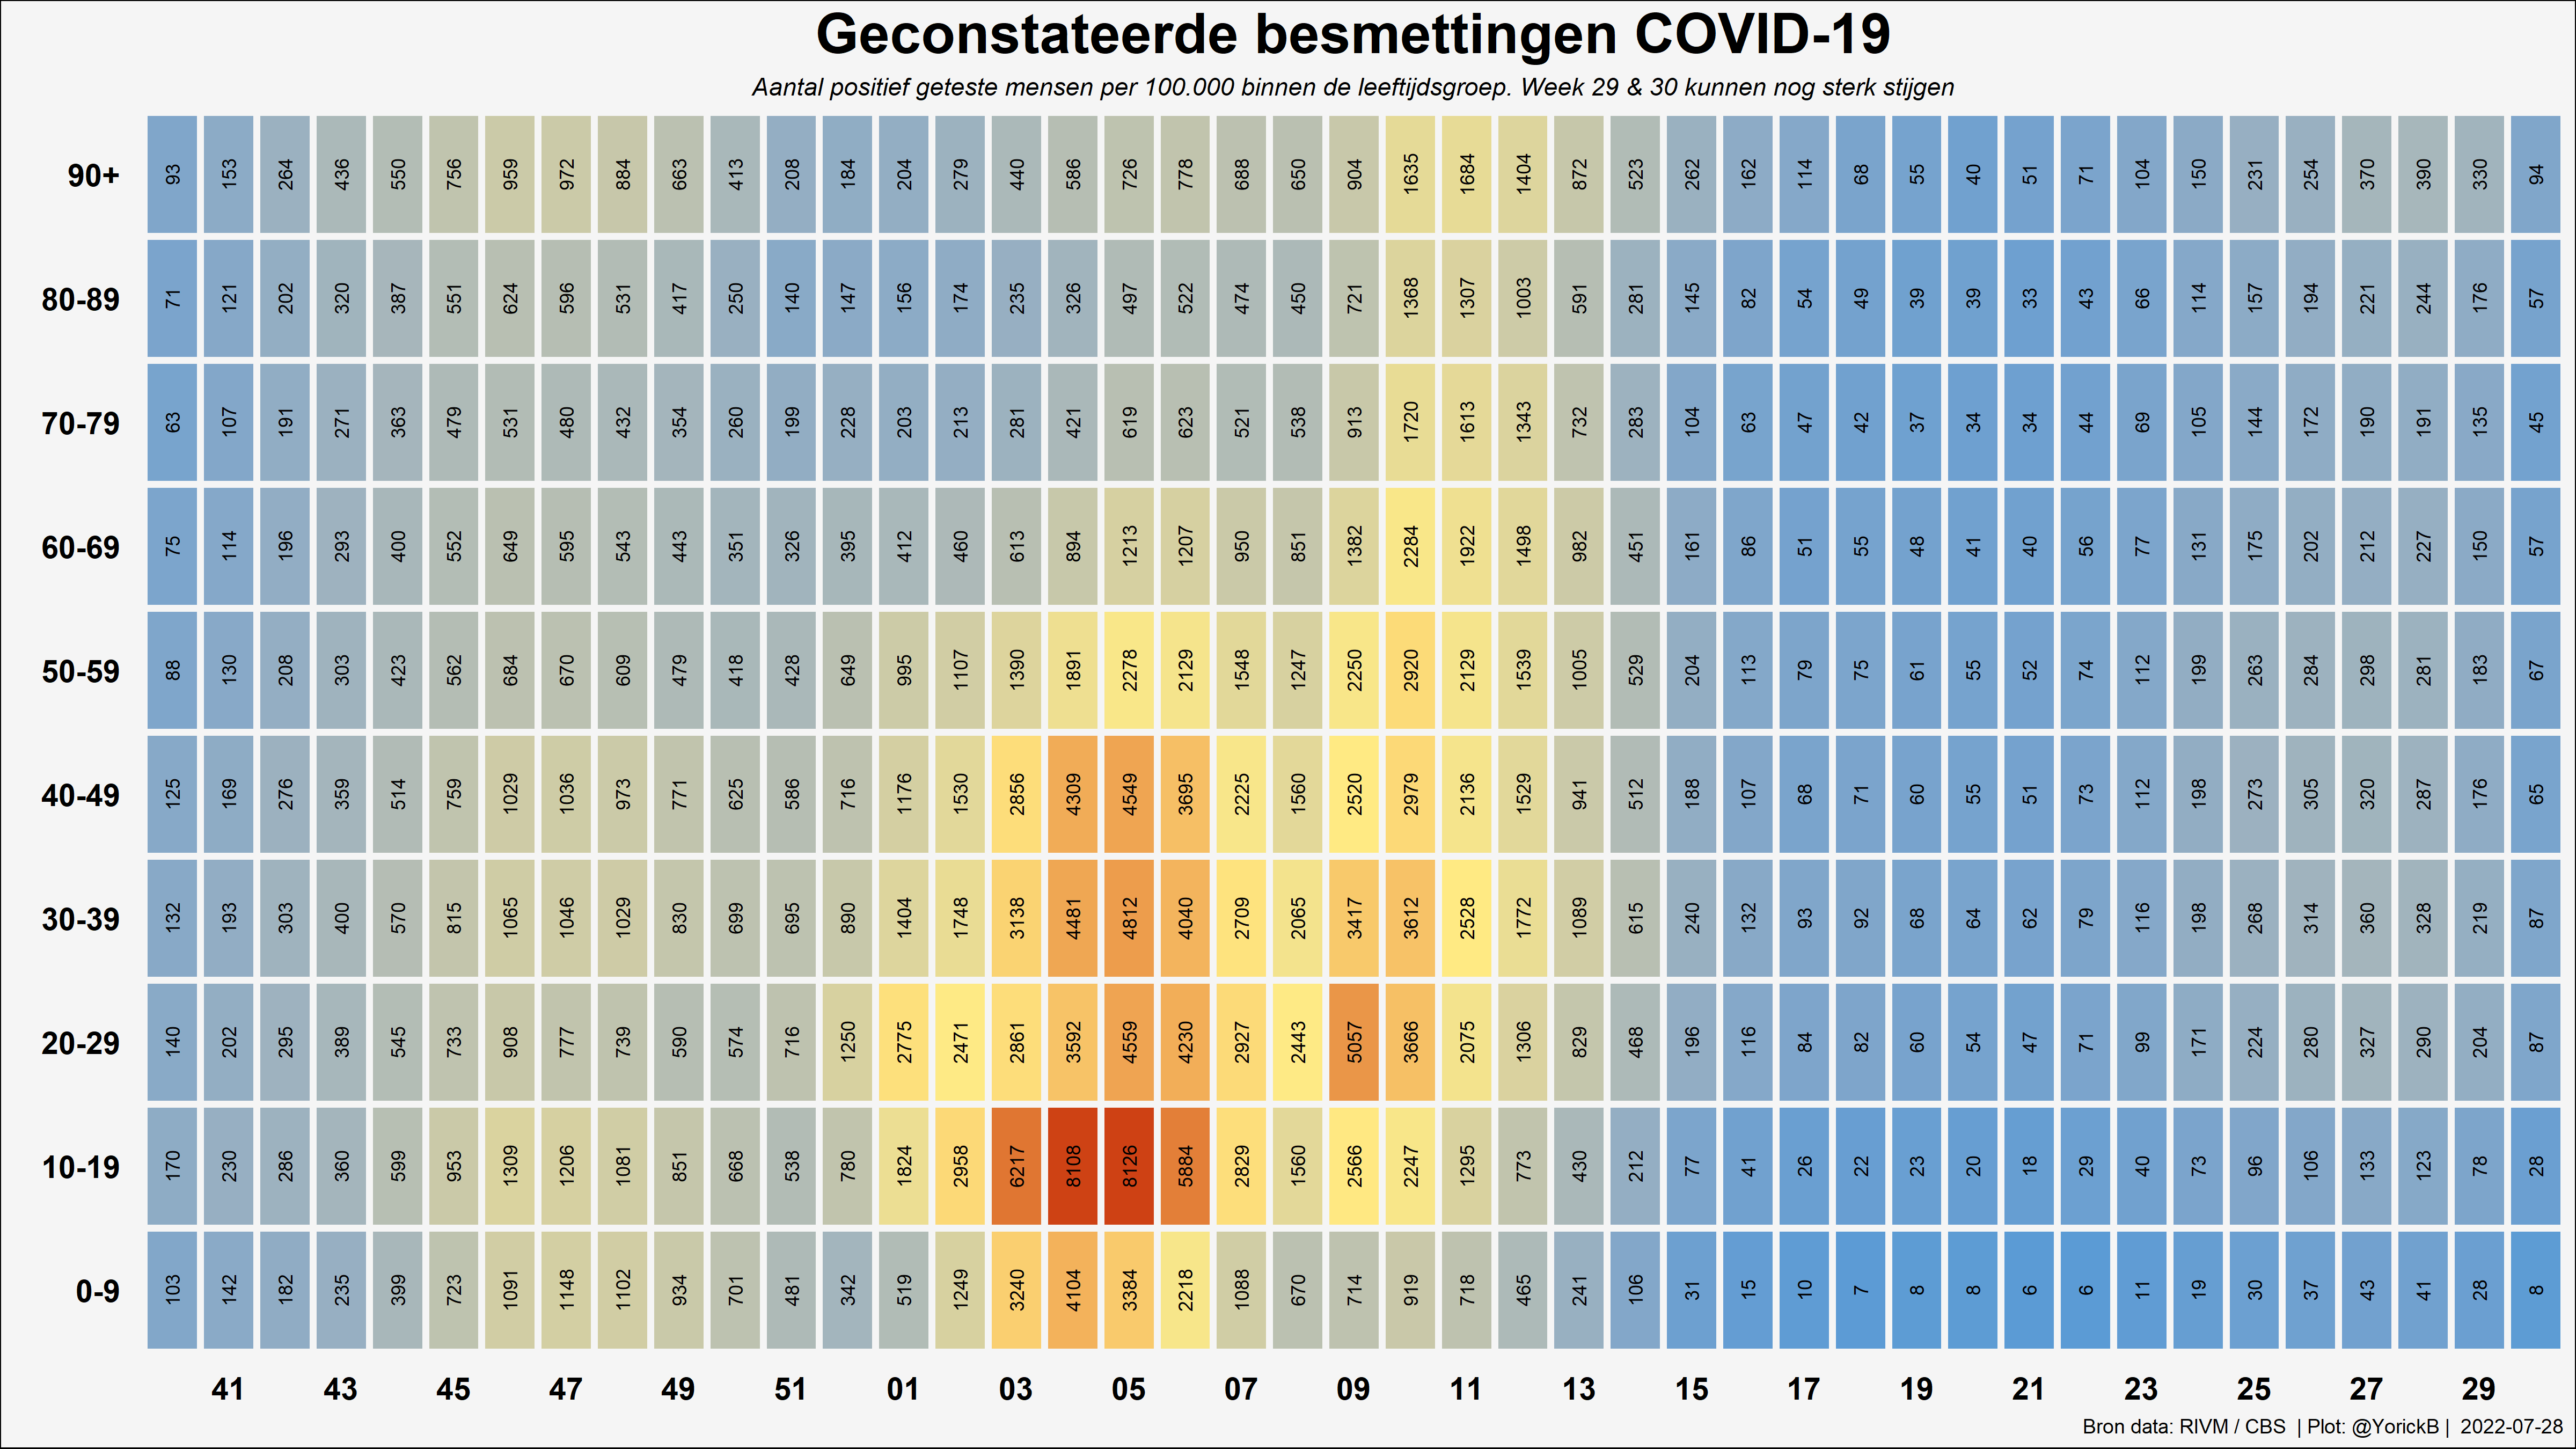 Geconstateerde besmettingen COVID-19
Aantal positief geteste mensen per 100.000 binnen de leeftijdsgroep. Week 29 & 30 kunnen nog sterk stijgen
90+ 93 153 264 436 550 756 959 972 884 663 413 208 184 204 279 440 586 726 778 688 650 904 1635 1684 1404 872 523 262 162 114 68 55 40 51 71 104 150 231 254 370 390 330 94
80-89 71 121 202 320 387 551 624 596 531 417 250 140 147 156 174 235 326 497 522 474 450 721 1368 1307 1003 591 281 145 82 54 49 39 39 33 43 66 114 157 194 221 244 176 57
70-79 63 107 191 271 363 479 531 480 432 354 260 199 228 203 213 281 421 619 623 521 538 913 1720 1613 1343 732 283 104 63 47 42 37 34 34 44 69 105 144 172 190 191 135 45
60-69 75 114 196 293 400 552 649 595 543 443 351 326 395 412 460 613 894 1213 1207 950 851 1382 2284 1922 1498 982 451 161 86 51 55 48 41 40 56 77 131 175 202 212 227 150 57
50-59 88 130 208 303 423 562 684 670 609 479 418 428 649 995 1107 1390 1891 2278 2129 1548 1247 2250 2920 2129 1539 1005 529 204 113 79 75 61 55 52 74 112 199 263 284 298 281 183 67
40-49 125 169 276 359 514 759 1029 1036 973 771 625 586 716 1176 1530 2856 4309 4549 3695 2225 1560 2520 2979 2136 1529 941 512 188 107 68 71 60 55 51 73 112 198 273 305 320 287 176 65
30-39 132 193 303 400 570 815 1065 1046 1029 830 699 695 890 1404 1748 3138 4481 4812 4040 2709 2065 3417 3612 2528 1772 1089 615 240 132 93 92 68 64 62 79 116 198 268 314 360 328 219 87
20-29 140 202 295 389 545 733 908 777 739 590 574 716 1250 2775 2471 2861 3592 4559 4230 2927 2443 5057 3666 2075 1306 829 468 196 116 84 82 60 54 47 71 99 171 224 280 327 290 204 87
10-19 170 230 286 360 599 953 1309 1206 1081 851 668 538 780 1824 2958 6217 8108 8126 5884 2829 1560 2566 2247 1295 773 430 212 77 41 26 22 23 20 18 29 40 73 96 106 133 123 78 28
0-9 103 142 182 235 399 723 1091 1148 1102 934 701 481 342 519 1249 3240 4104 3384 2218 1088 670 714 919 718 465 241 106 31 15 10 7 8 8 6 6 11 19 30 37 43 41 28 8
41 43 45 47 49 51 01 03 05 07 09 11 13 15 17 19 21 23 25 27 29
Bron data: RIVM / CBS | Plot: @YorickB | 2022-07-28